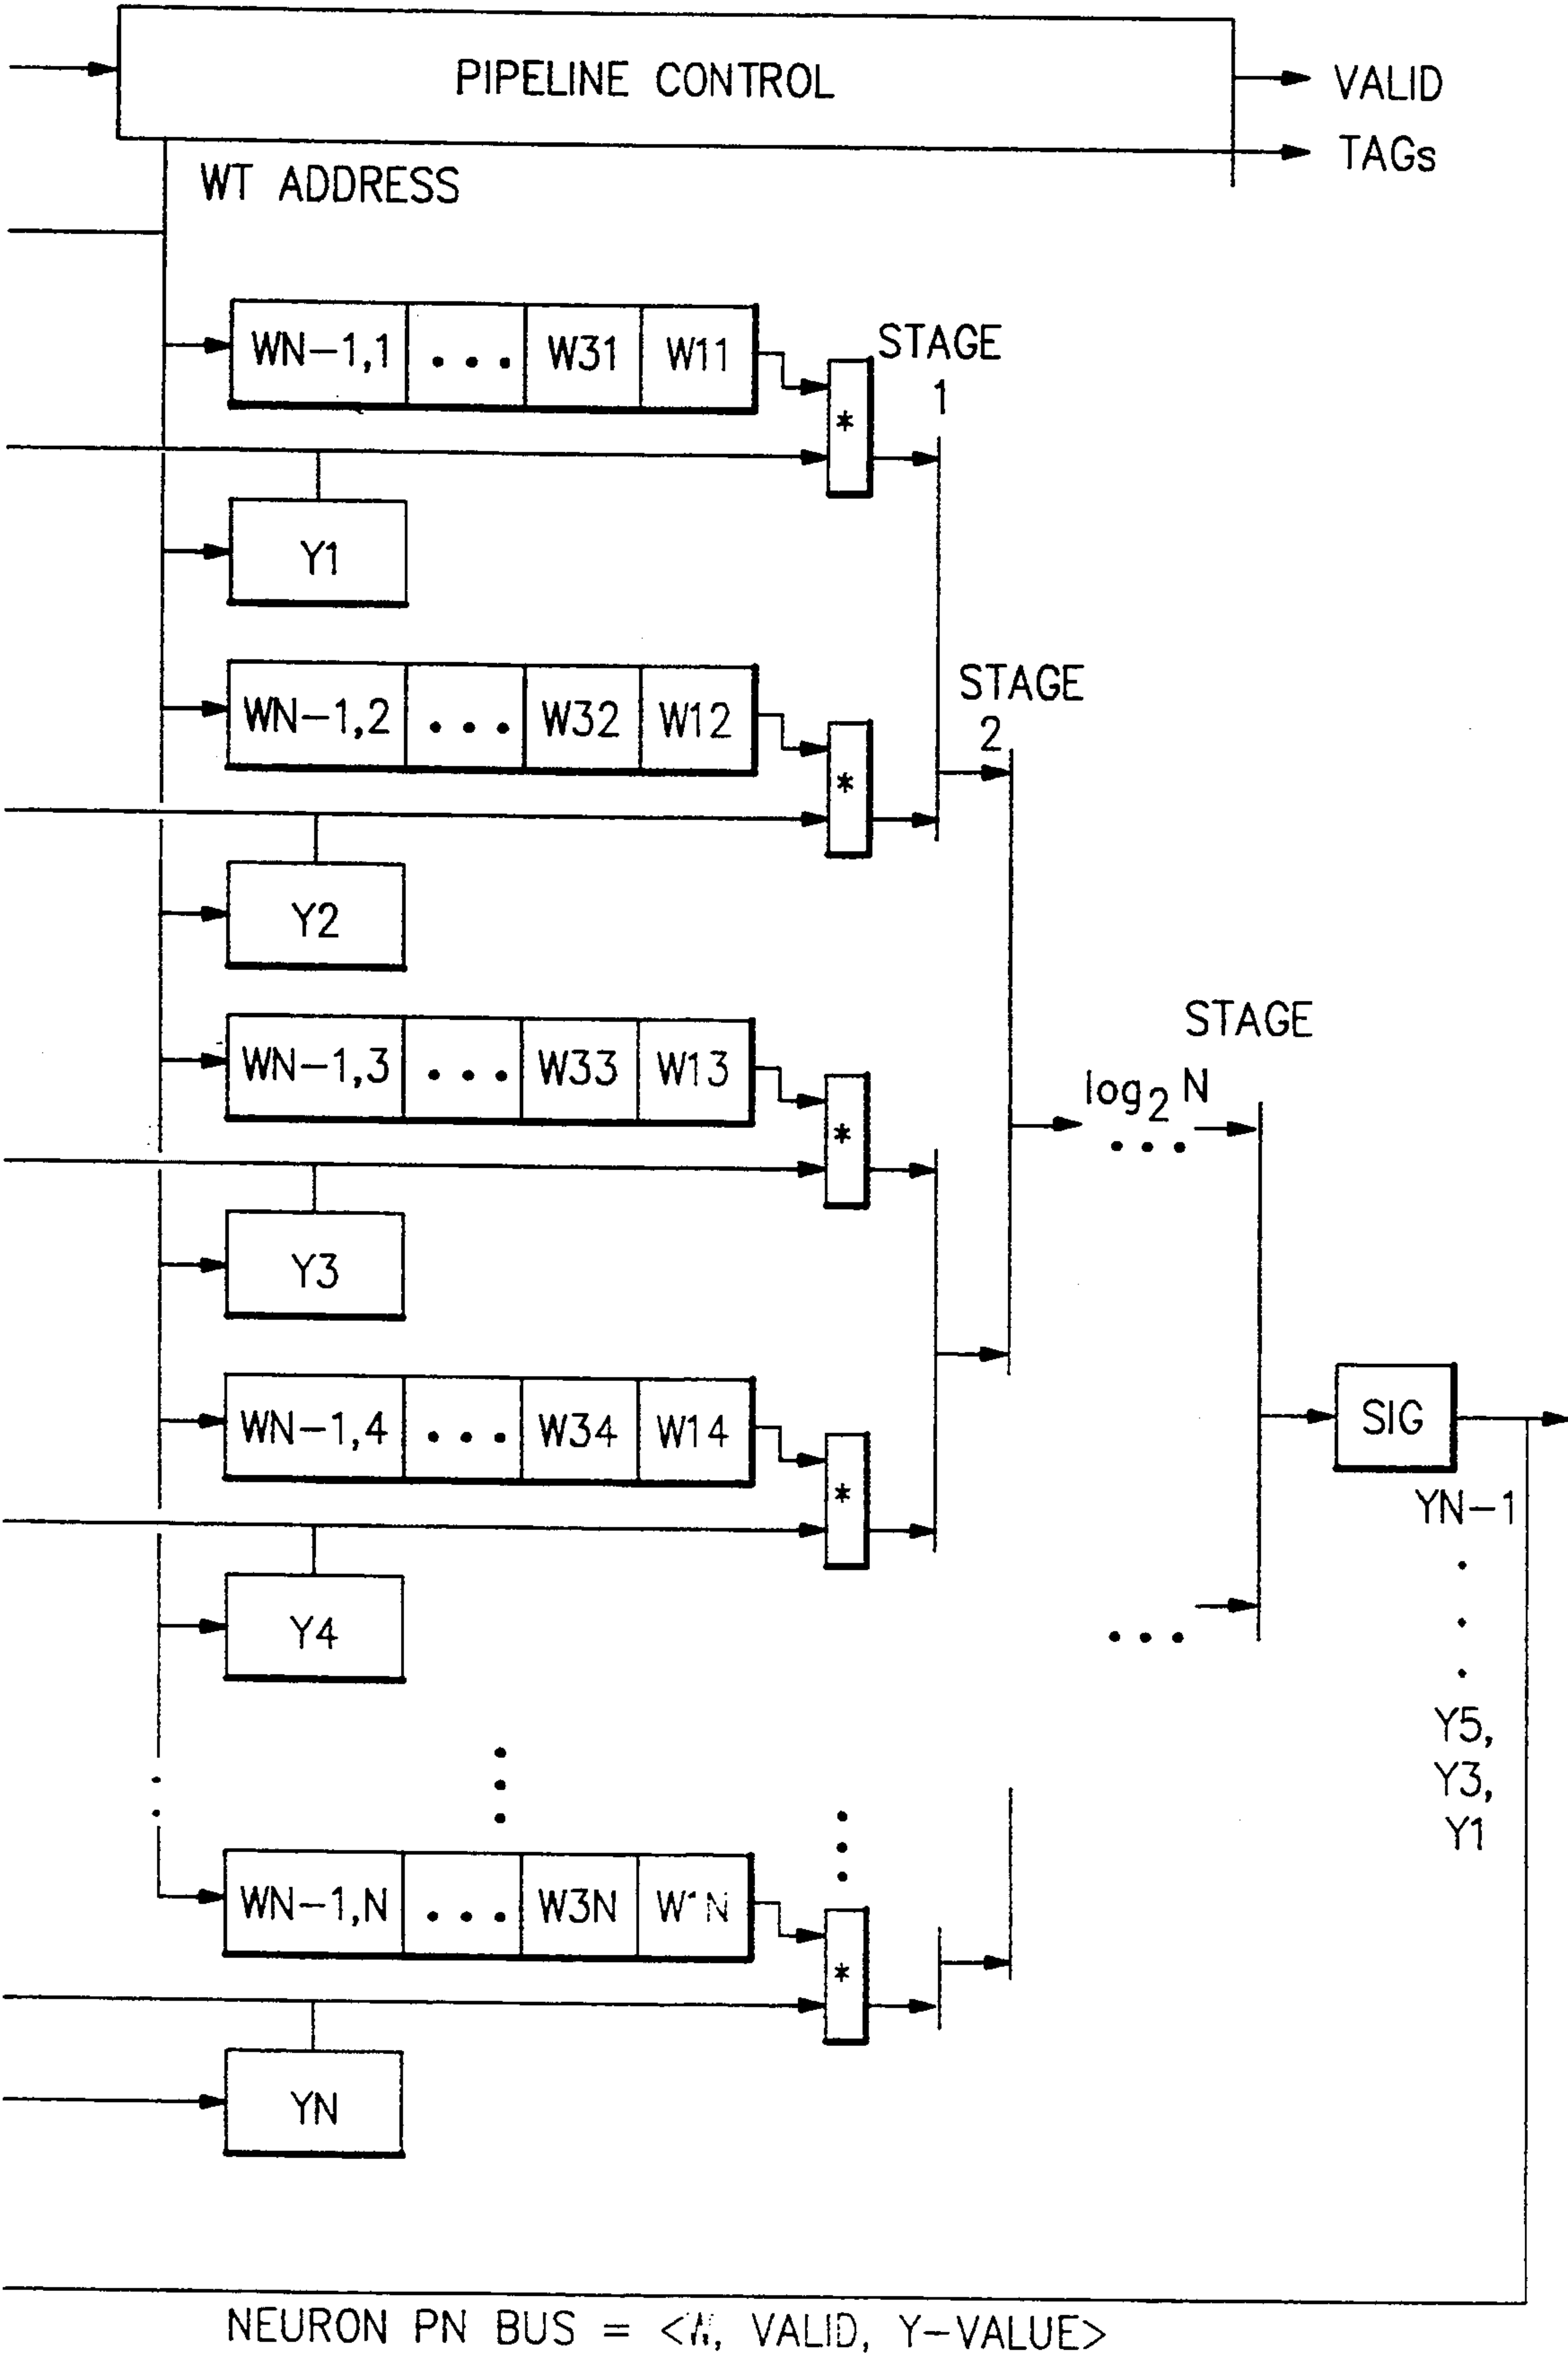 PIPELINE CONTROL
VALID
TAGs
WT ADDRESS
WN-1,1 ... W31 W11
*
STAGE
1
Y1
WN-1,2 ... W32 W12
*
STAGE
2
Y2
WN-1,3 ... W33 W13
*
STAGE
log2 N
...
Y3
WN-1,4 ... W34 W14
*
SIG
YN-1
.
.
.
Y5,
Y3,
Y1
Y4
...
WN-1,N ... W3N W1N
*
YN
NEURON PN BUS = < , VALID, Y-VALUE>